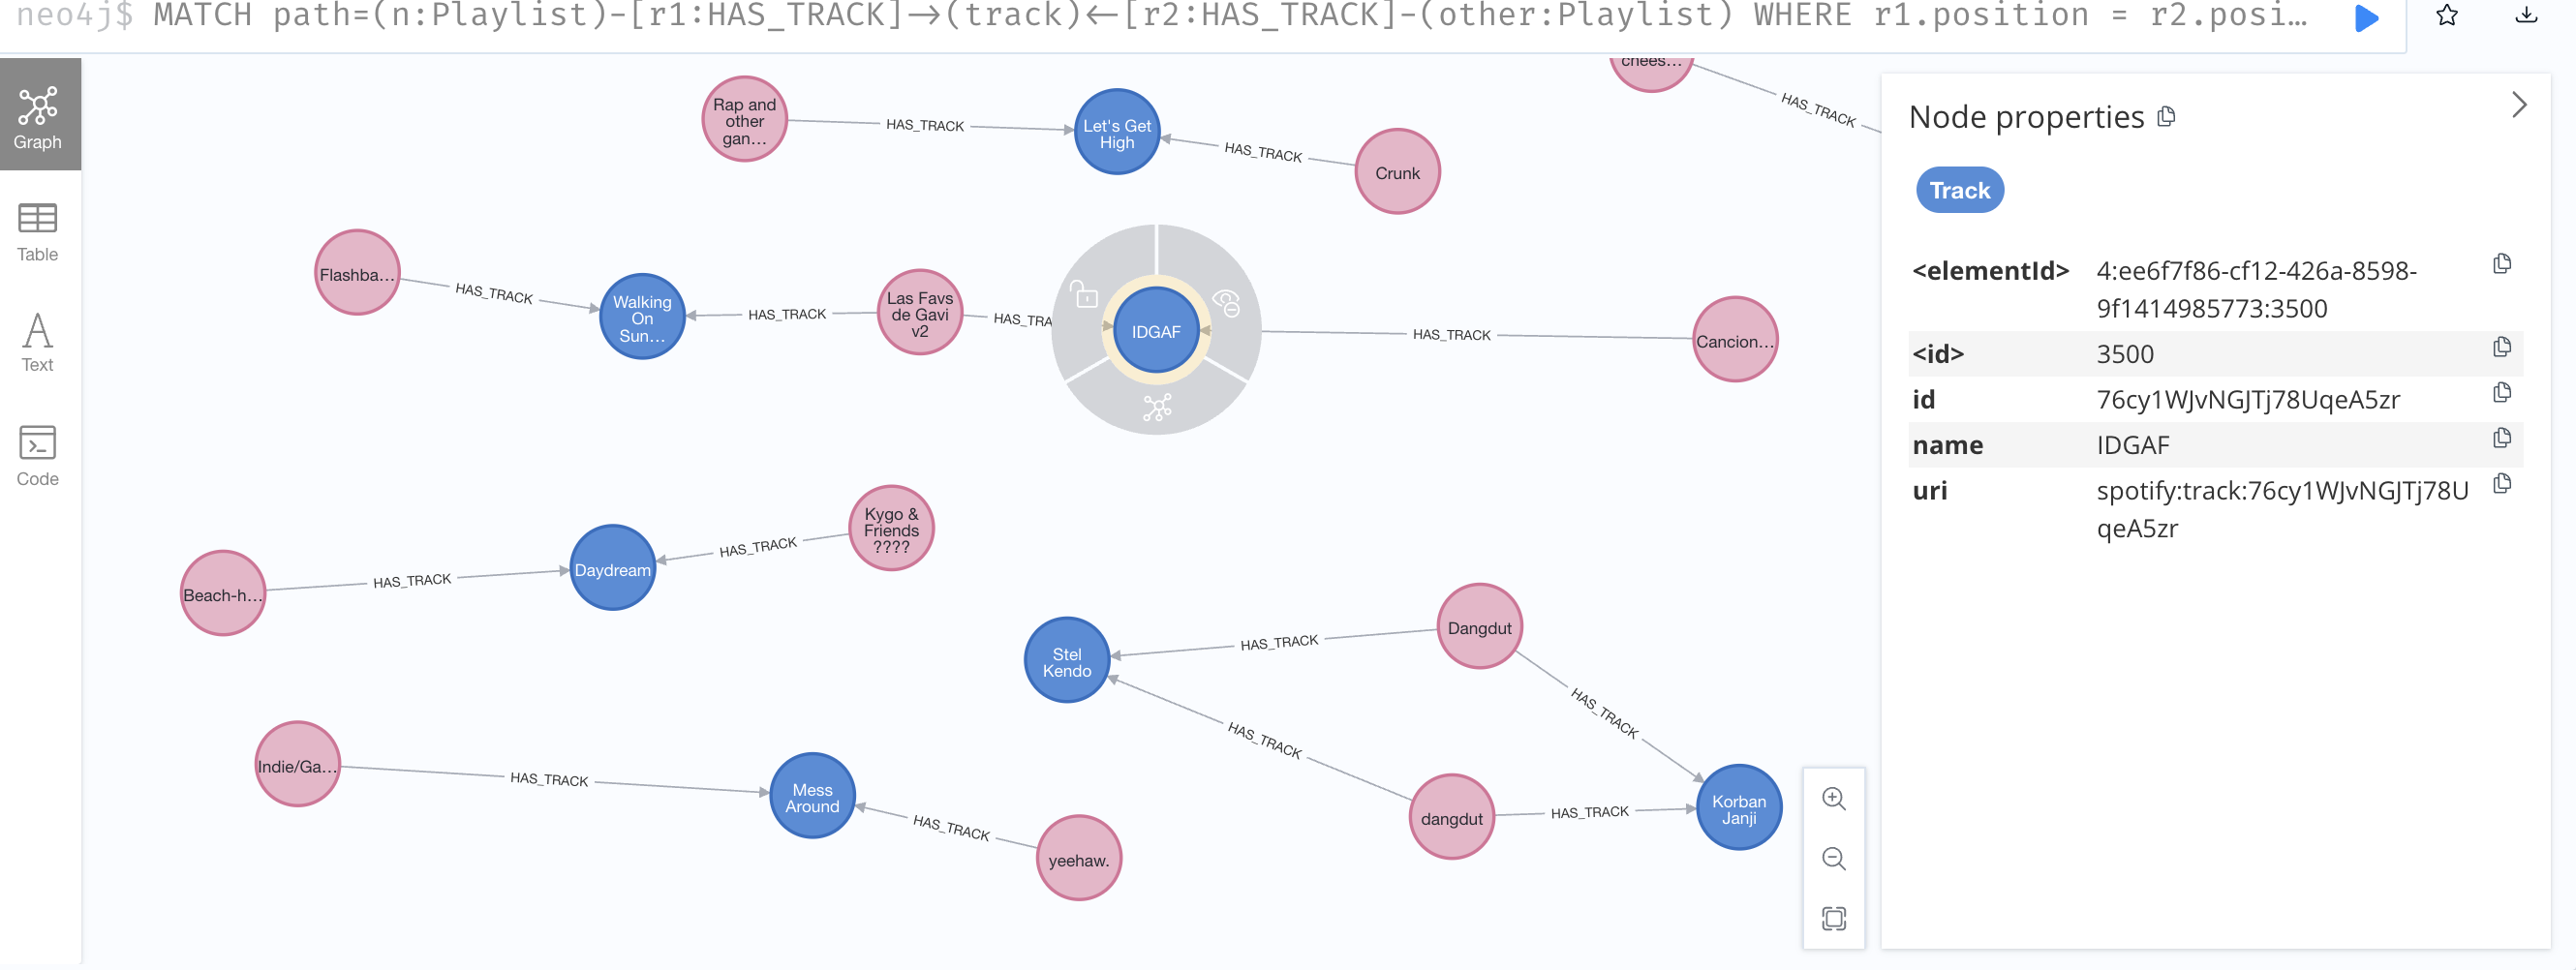 neo4j$ MATCH path=(n:Playlist)-[r1:HAS_TRACK]→(track)←[r2:HAS_TRACK]-(other:Playlist) WHERE r1.position = r2.posi…
Graph
Table
Text
Code
chees…
HAS_TRACK
Rap and
other
gan…
HAS_TRACK
Let's Get
High
HAS_TRACK
Crunk
Flashba…
HAS_TRACK
Walking
On
Sun…
HAS_TRACK
Las Favs
de Gavi
v2
HAS_TRA
IDGAF
HAS_TRACK
Cancion…
Beach-h…
HAS_TRACK
Daydream
HAS_TRACK
Kygo &
Friends
????
Stel
Kendo
HAS_TRACK
Dangdut
HAS_TRACK
HAS_TRACK
dangdut
HAS_TRACK
Korban
Janji
Indie/Ga…
HAS_TRACK
Mess
Around
HAS_TRACK
yeehaw.
Node properties
Track
<elementId> 4:ee6f7f86-cf12-426a-8598-
9f1414985773:3500
<id> 3500
id 76cy1WJvNGJTj78UqeA5zr
name IDGAF
uri spotify:track:76cy1WJvNGJTj78U
qeA5zr